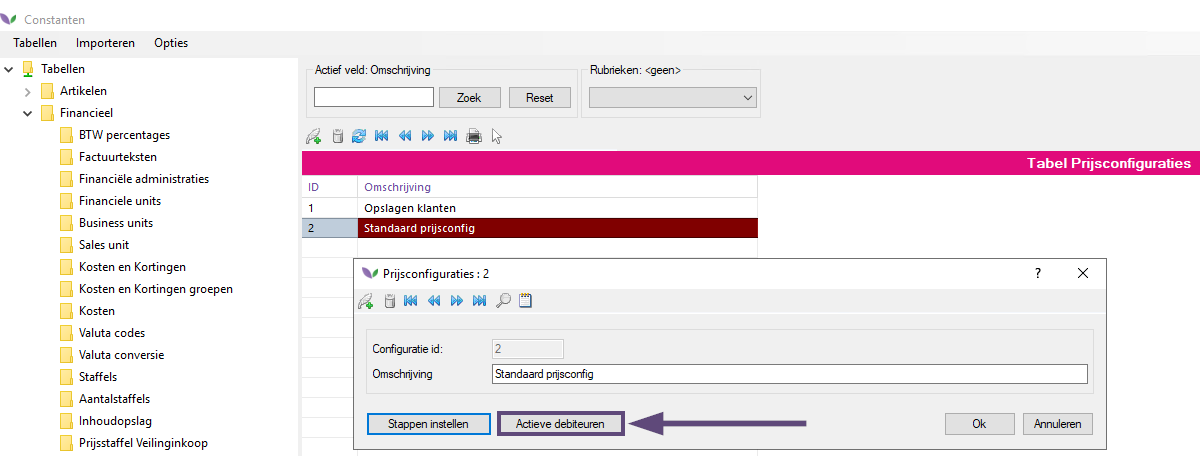 Constanten
Tabellen Importeren Opties
Tabellen
Artikelen
Financieel
BTW percentages
Factuurteksten
Financiële administraties
Financiele units
Business units
Sales unit
Kosten en Kortingen
Kosten en Kortingen groepen
Kosten
Valuta codes
Valuta conversie
Staffels
Aantalstaffels
Inhoudopslag
Prijsstaffel Veilinginkoop
Actief veld: Omschrijving
Zoek Reset
Rubrieken: <geen>
Tabel Prijsconfiguraties
ID Omschrijving
1 Opslagen klanten
2 Standaard prijsconfig
Prijsconfiguraties : 2
?
Configuratie id: 2
Omschrijving Standaard prijsconfig
Stappen instellen Actieve debiteuren Ok Annuleren